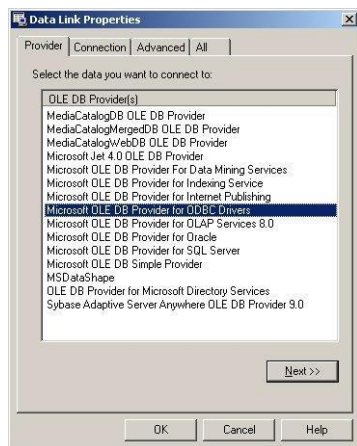 Data Link Properties
Provider Connection Advanced All
Select the data you want to connect to:
OLE DB Provider(s)
MediaCatalogDB OLE DB Provider
MediaCatalogMergedDB OLE DB Provider
MediaCatalogWebDB OLE DB Provider
Microsoft Jet 4.0 OLE DB Provider
Microsoft OLE DB Provider For Data Mining Services
Microsoft OLE DB Provider for Indexing Service
Microsoft OLE DB Provider for Internet Publishing
Microsoft OLE DB Provider for ODBC Drivers
Microsoft OLE DB Provider for OLAP Services 8.0
Microsoft OLE DB Provider for Oracle
Microsoft OLE DB Provider for SQL Server
Microsoft OLE DB Simple Provider
MSDataShape
OLE DB Provider for Microsoft Directory Services
Sybase Adaptive Server Anywhere OLE DB Provider 9.0
Next >>
OK Cancel Help